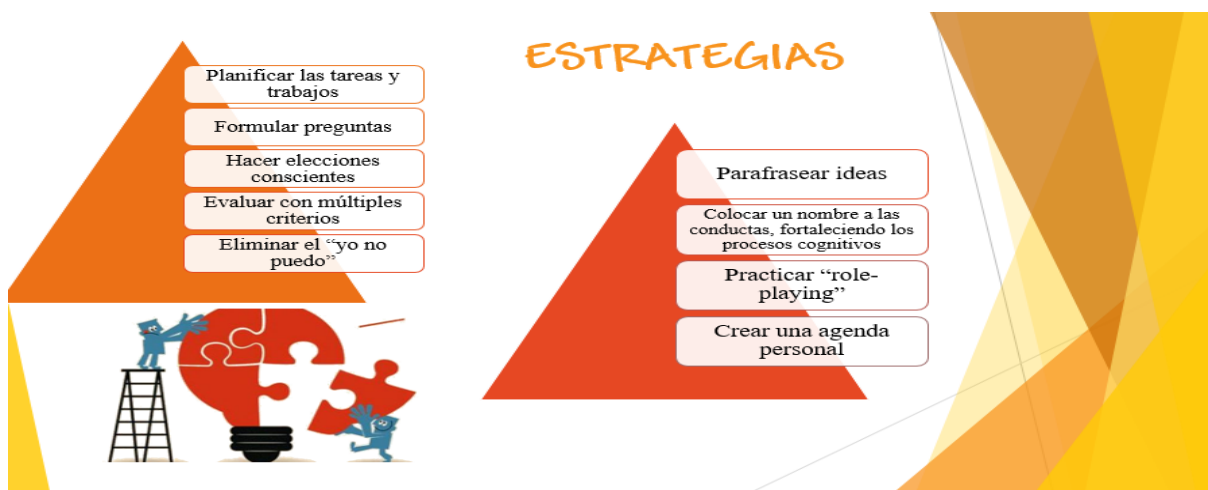 ESTRATEGIAS
Planificar las tareas y
trabajos
Formular preguntas
Hacer elecciones
conscientes
Evaluar con múltiples
criterios
Eliminar el “yo no
puedo”
Parafrasear ideas
Colocar un nombre a las
conductas, fortaleciendo los
procesos cognitivos
Practicar “role-
playing”
Crear una agenda
personal